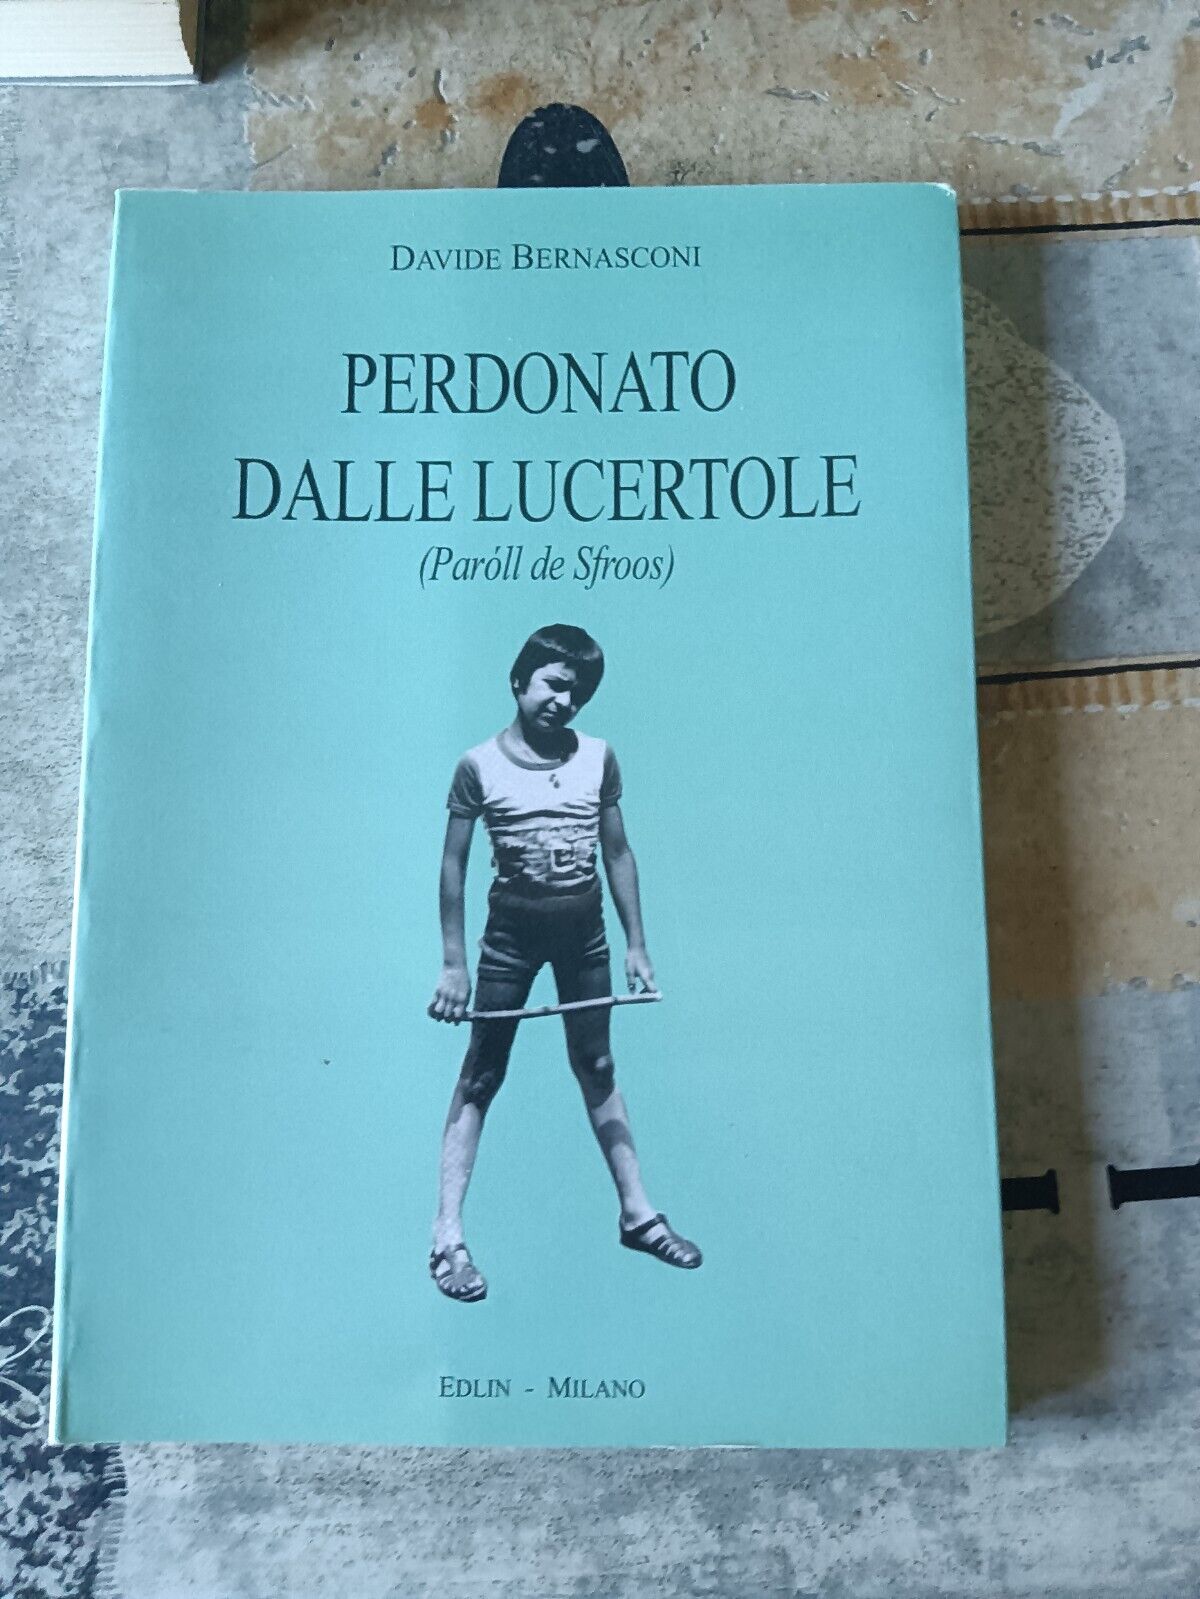 DAVIDE BERNASCONI
PERDONATO
DALLE LUCERTOLE
(Paróll de Sfroos)
EDLIN - MILANO